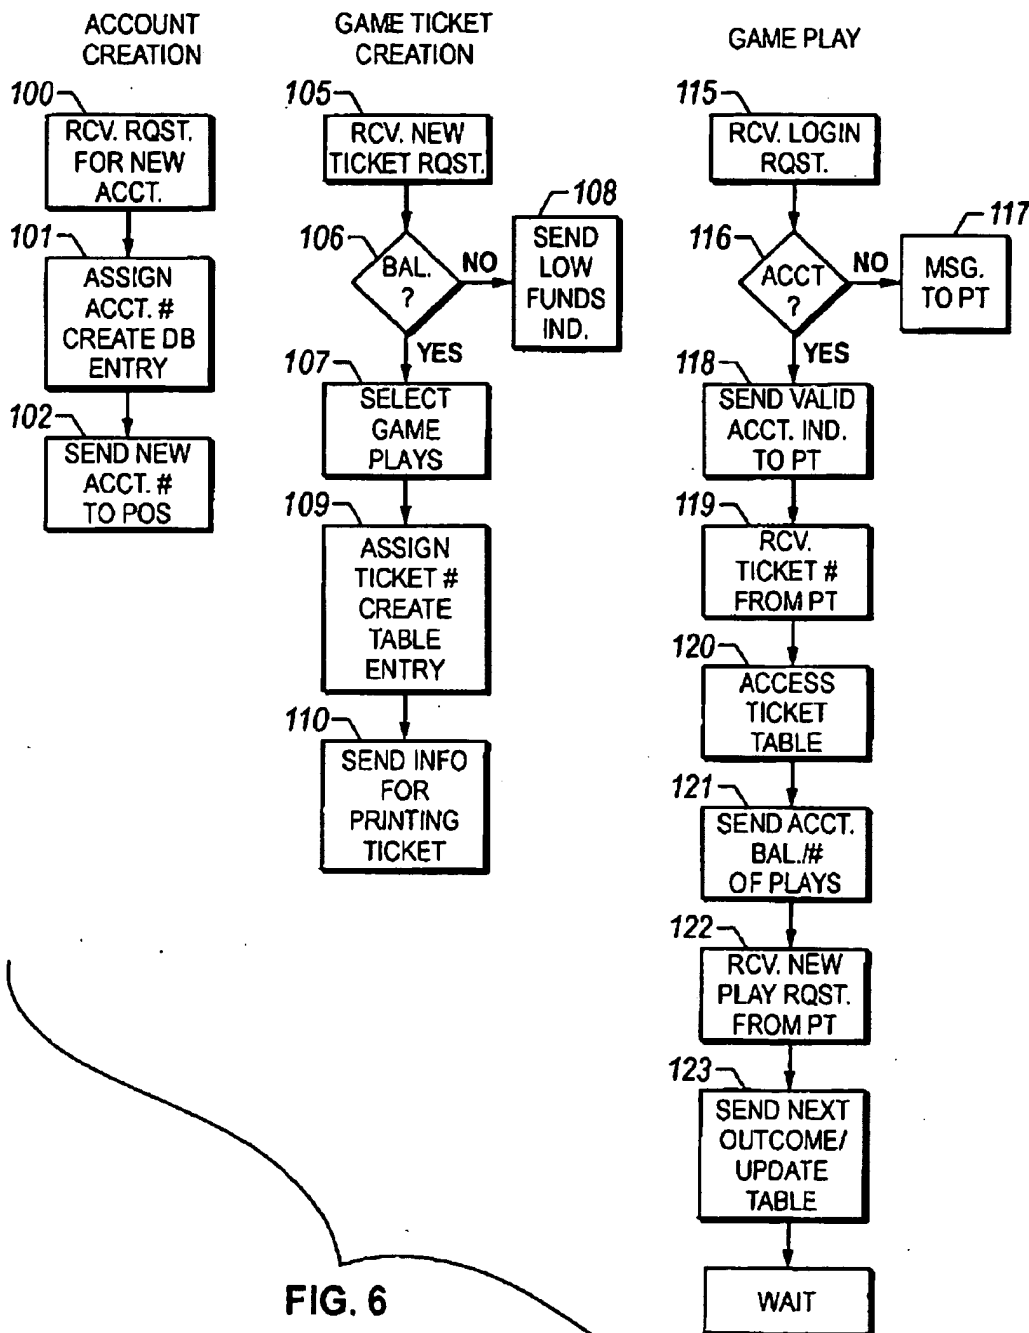 ACCOUNT
CREATION
100
RCV. RQST.
FOR NEW
ACCT.
101
ASSIGN
ACCT. #
CREATE DB
ENTRY
102
SEND NEW
ACCT. #
TO POS
GAME TICKET
CREATION
105
RCV. NEW
TICKET RQST.
106
BAL.
?
NO
108
SEND
LOW
FUNDS
IND.
YES
107
SELECT
GAME
PLAYS
109
ASSIGN
TICKET #
CREATE
TABLE
ENTRY
110
SEND INFO
FOR
PRINTING
TICKET
GAME PLAY
115
RCV. LOGIN
RQST.
116
ACCT
?
NO
117
MSG.
TO PT
YES
118
SEND VALID
ACCT. IND.
TO PT
119
RCV.
TICKET #
FROM PT
120
ACCESS
TICKET
TABLE
121
SEND ACCT.
BAL./#
OF PLAYS
122
RCV. NEW
PLAY RQST.
FROM PT
123
SEND NEXT
OUTCOME/
UPDATE
TABLE
WAIT
FIG. 6